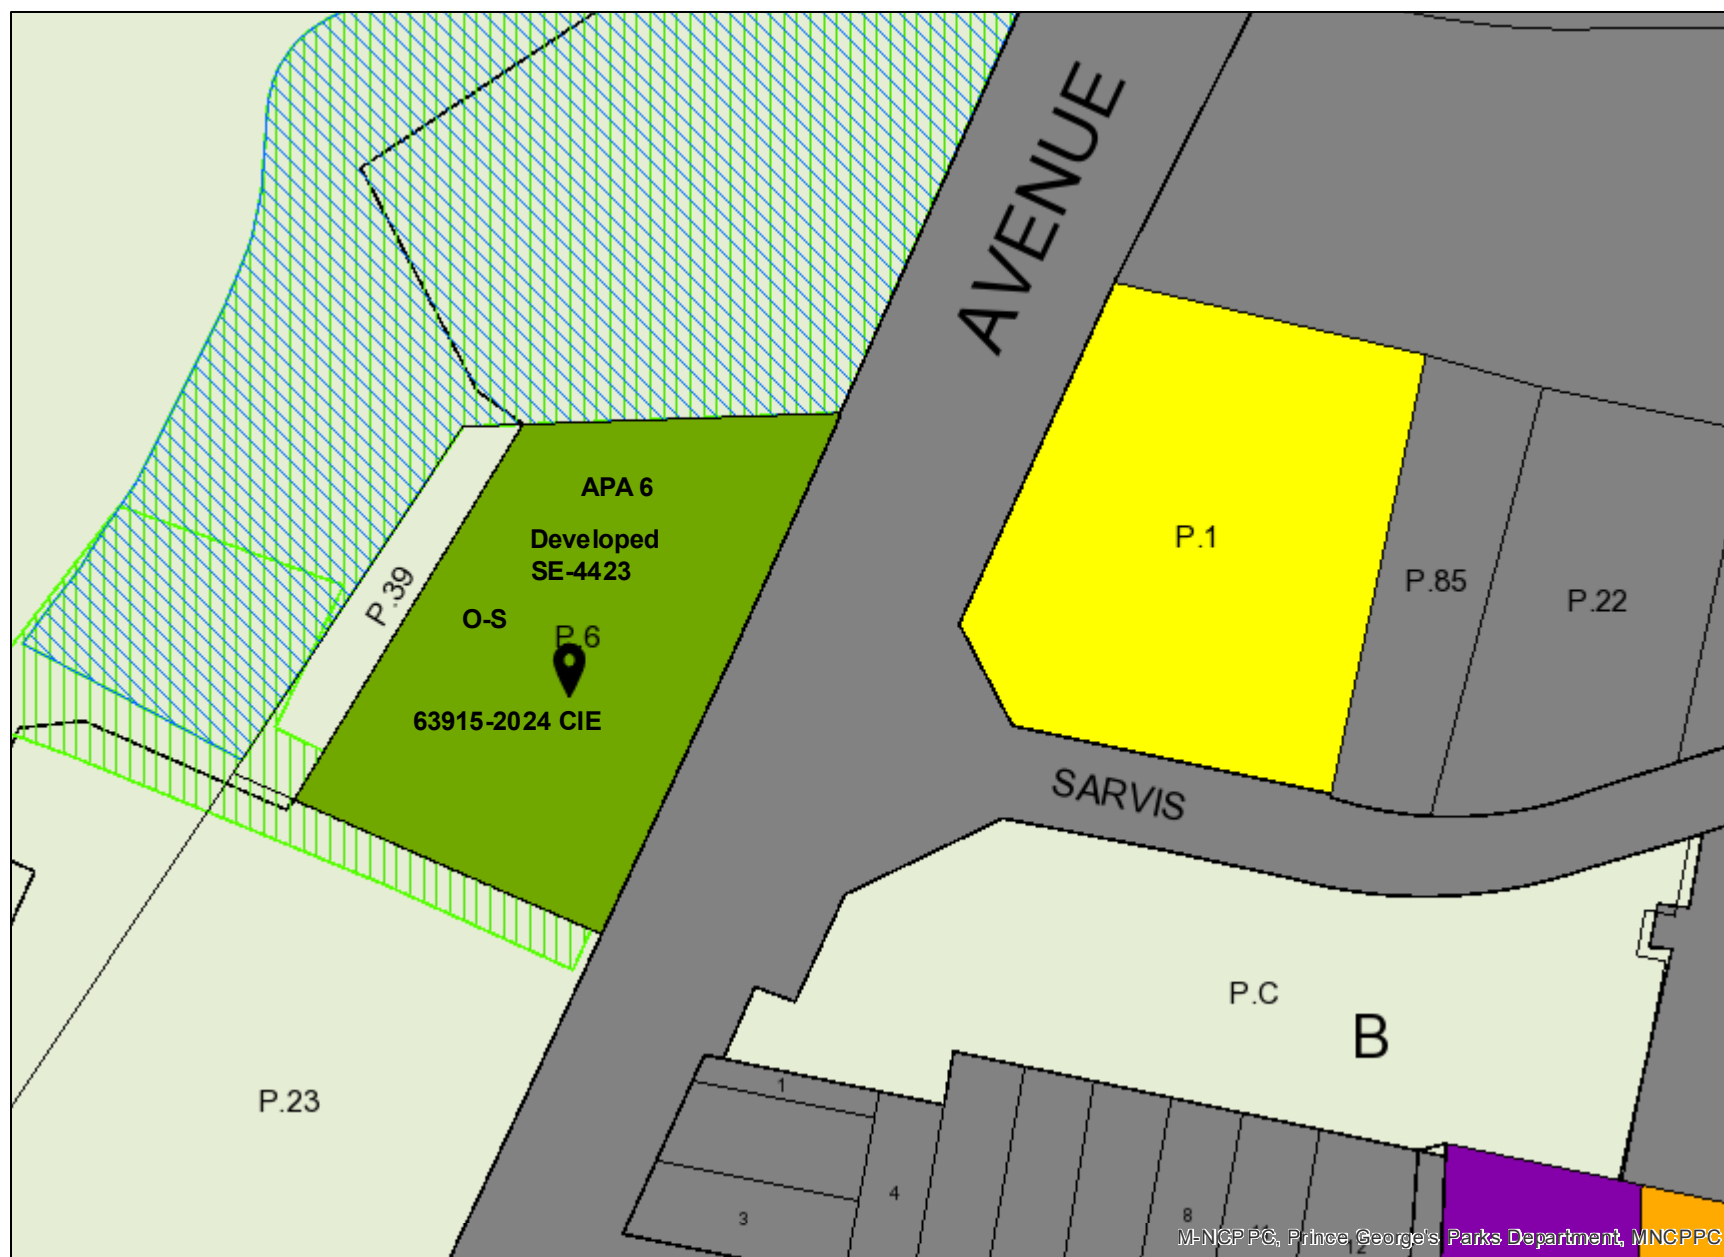 AVENUE
APA 6
Developed
SE-4423
O-S
P.6
63915-2024 CIE
P.39
P.1
P.85
P.22
SARVIS
P.C
B
P.23
1
3
4
8
12
M-NCPPC, Prince George's Parks Department, MNCPPC